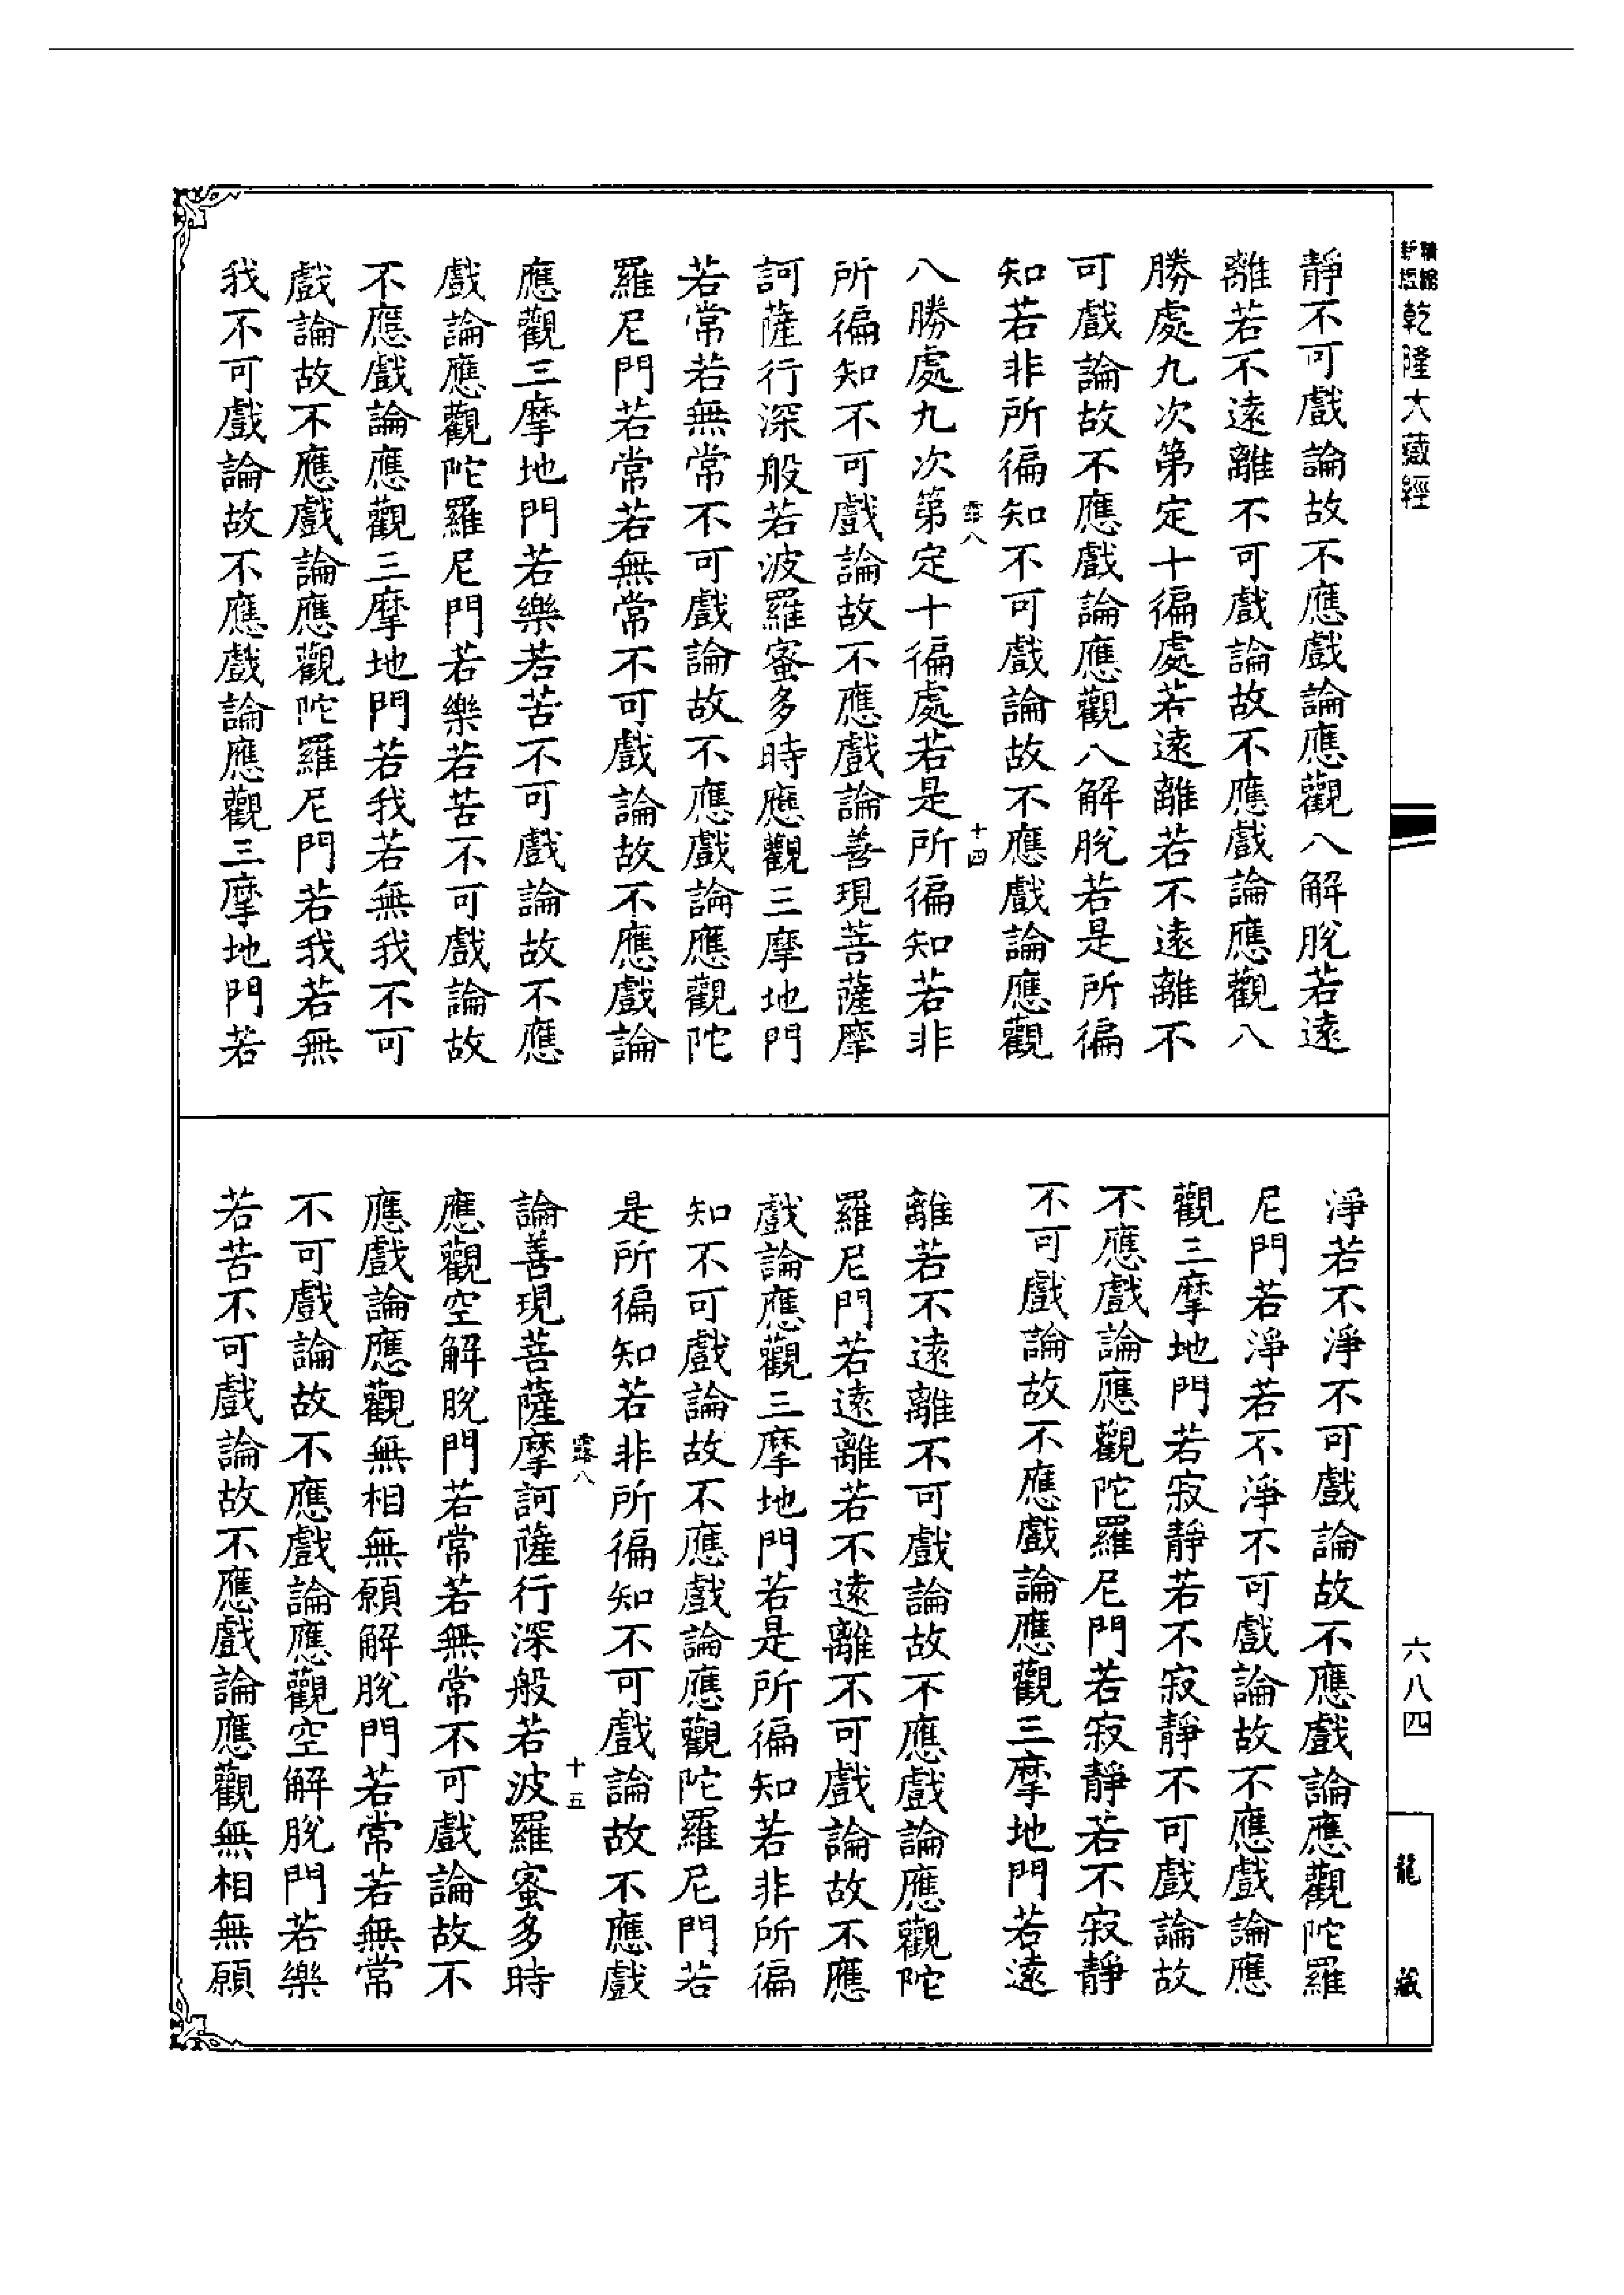 乾隆大藏經
靜不可戲論故不應戲論應觀八解脫若遠
離若不遠離不可戲論故不應戲論應觀八
勝處九次第定十徧處若遠離若不遠離不
可戲論故不應戲論應觀八解脫若是所徧
知若非所徧知不可戲論故不應戲論應觀
露八
十四
八勝處九次第定十徧處若是所徧知若非
所徧知不可戲論故不應戲論善現菩薩摩
訶薩行深般若波羅蜜多時應觀三摩地門
若常若無常不可戲論故不應戲論應觀陀
羅尼門若常若無常不可戲論故不應戲論
應觀三摩地門若樂若苦不可戲論故不應
戲論應觀陀羅尼門若樂若苦不可戲論故
不應戲論應觀三摩地門若我若無我不可
戲論故不應戲論應觀陀羅尼門若我若無
我不可戲論故不應戲論應觀三摩地門若
淨若不淨不可戲論故不應戲論應觀陀羅
尼門若淨若不淨不可戲論故不應戲論應
觀三摩地門若寂靜若不寂靜不可戲論故
不應戲論應觀陀羅尼門若寂靜若不寂靜
不可戲論故不應戲論應觀三摩地門若遠
離若不遠離不可戲論故不應戲論應觀陀
羅尼門若遠離若不遠離不可戲論故不應
戲論應觀三摩地門若是所徧知若非所徧
知不可戲論故不應戲論應觀陀羅尼門若
是所徧知若非所徧知不可戲論故不應戲
露八
十五
論善現菩薩摩訶薩行深般若波羅蜜多時
應觀空解脫門若常若無常不可戲論故不
應戲論應觀無相無願解脫門若常若無常
不可戲論故不應戲論應觀空解脫門若樂
若苦不可戲論故不應戲論應觀無相無願
六八四
龍藏